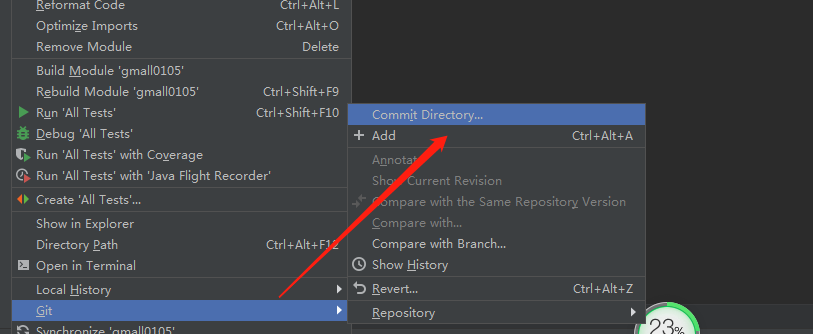 Reformat Code Ctrl+Alt+L
Optimize Imports Ctrl+Alt+O
Remove Module Delete
Build Module 'gmall0105'
Rebuild Module 'gmall0105' Ctrl+Shift+F9
Run 'All Tests' Ctrl+Shift+F10
Debug 'All Tests'
Run 'All Tests' with Coverage
Run 'All Tests' with 'Java Flight Recorder'
Create 'All Tests'...
Show in Explorer
Directory Path Ctrl+Alt+F12
Open in Terminal
Local History
Git
Synchronize 'gmall0105'
Commit Directory...
Add Ctrl+Alt+A
Annotate
Show Current Revision
Compare with the Same Repository Version
Compare with...
Compare with Branch...
Show History
Revert... Ctrl+Alt+Z
Repository
23%